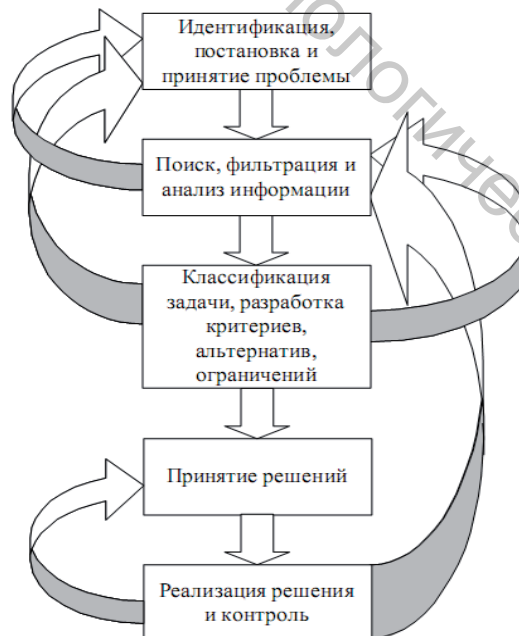 Идентификация,
постановка и
принятие проблемы
Поиск, фильтрация и
анализ информации
Классификация
задачи, разработка
критериев,
альтернатив,
ограничений
Принятие решений
Реализация решения
и контроль